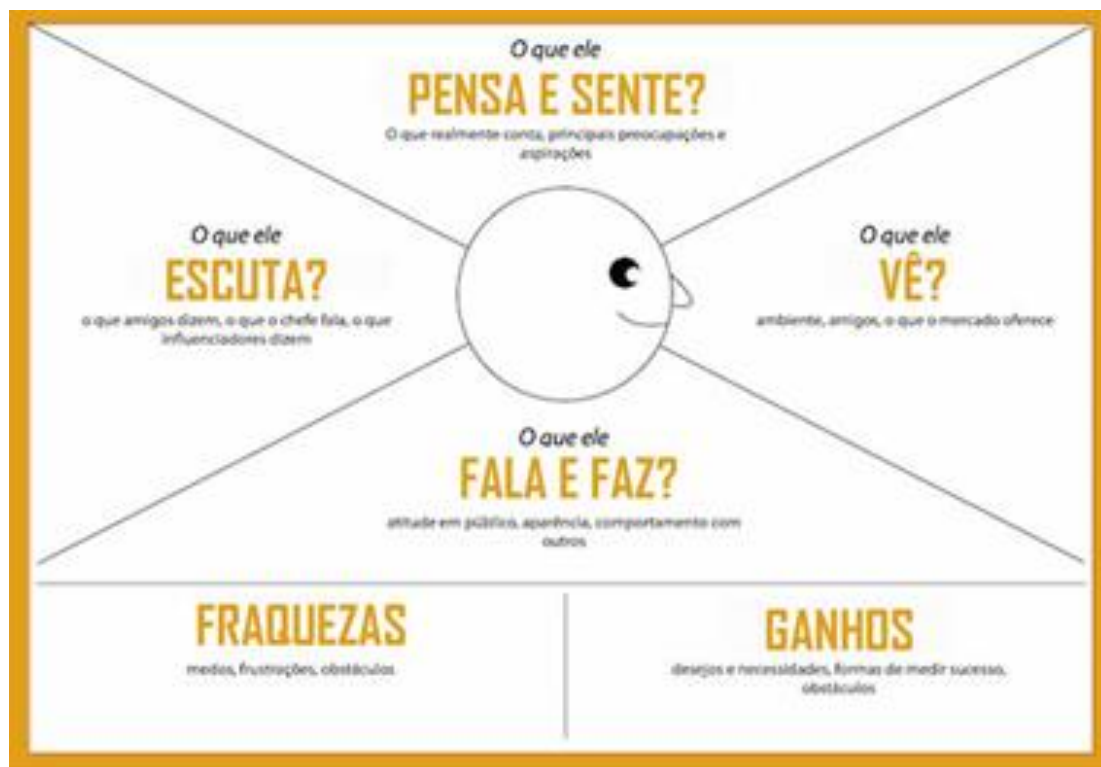 O que ele
PENSA E SENTE?
O que realmente conta, principais preocupações e
aspirações
O que ele
ESCUTA?
o que amigos dizem, o que o chefe fala, o que
influenciadores dizem
O que ele
VÊ?
ambiente, amigos, o que o mercado oferece
O que ele
FALA E FAZ?
atitude em público, aparência, comportamento com
outros
FRAQUEZAS
medos, frustrações, obstáculos
GANHOS
desejos e necessidades, formas de medir sucesso,
obstáculos